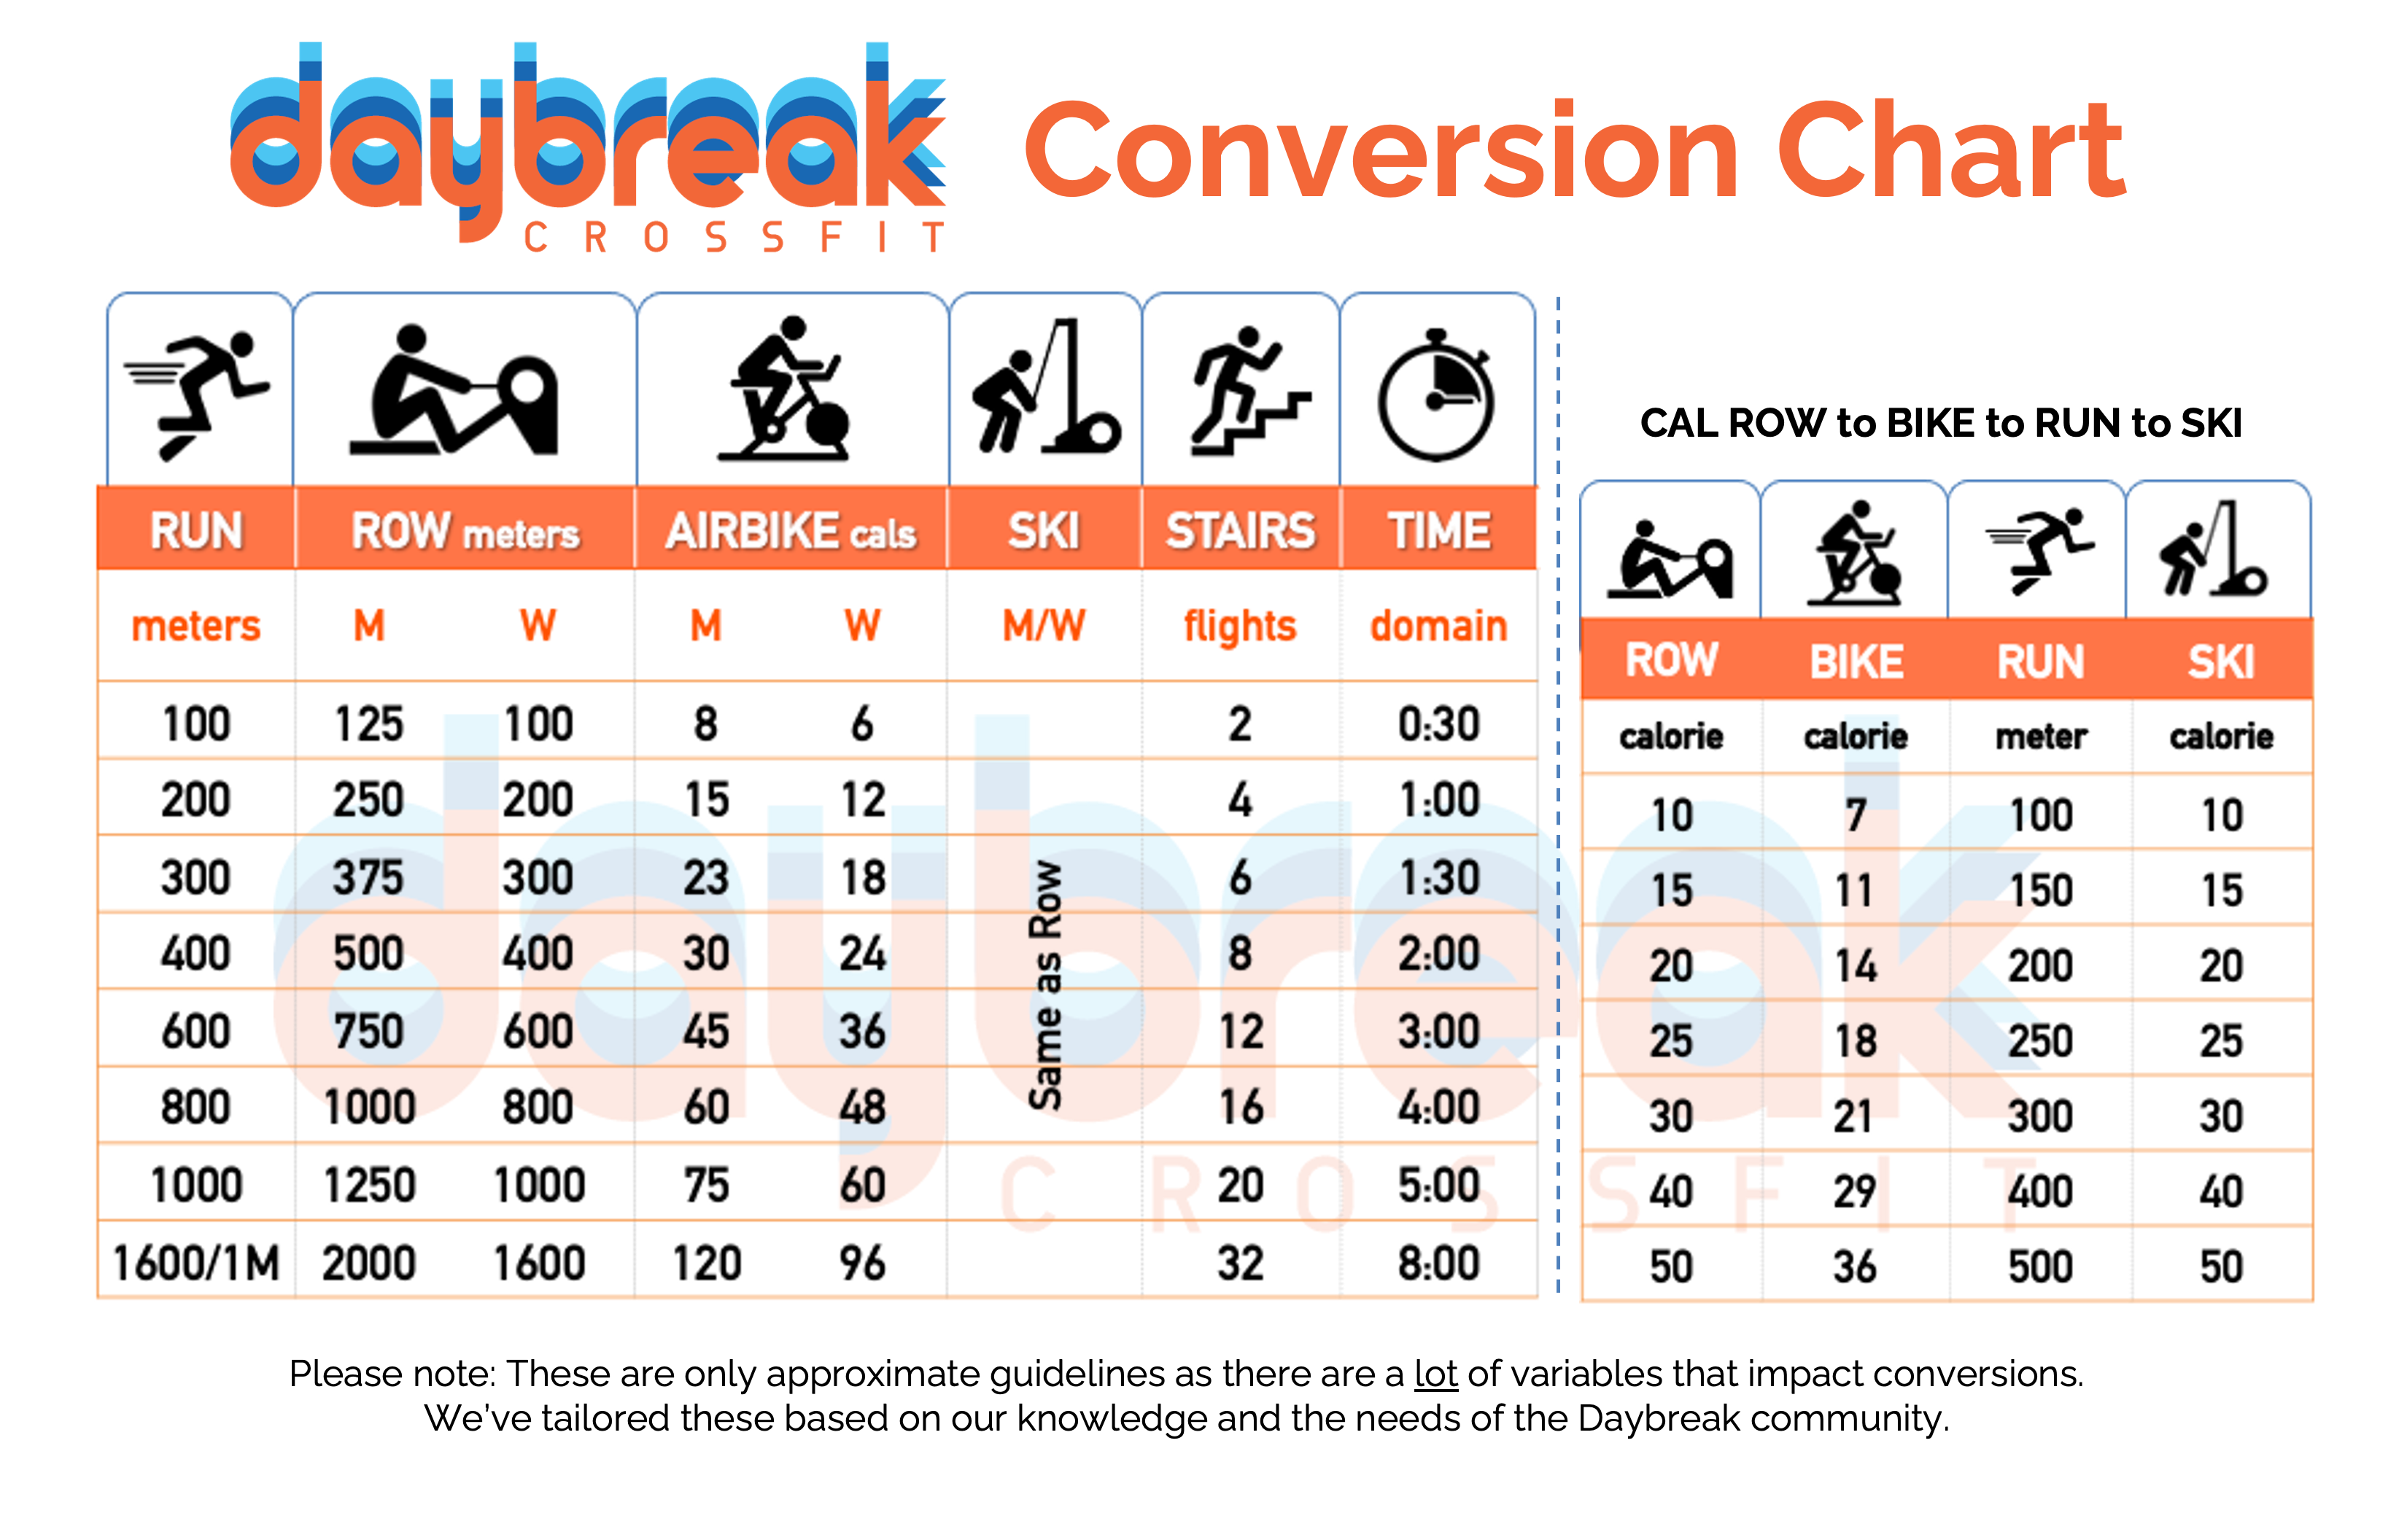 daybreak
CROSSFIT
Conversion Chart
RUN ROW meters AIRBIKE cals SKI STAIRS TIME
meters M W M W M/W flights domain
100 125 100 8 6 2 0:30
200 250 200 15 12 4 1:00
300 375 300 23 18 6 1:30
400 500 400 30 24 8 2:00
600 750 600 45 36 12 3:00
800 1000 800 60 48 16 4:00
1000 1250 1000 75 60 20 5:00
1600/1M 2000 1600 120 96 32 8:00
Same as Row
CAL ROW to BIKE to RUN to SKI
ROW BIKE RUN SKI
calorie calorie meter calorie
10 7 100 10
15 11 150 15
20 14 200 20
25 18 250 25
30 21 300 30
40 29 400 40
50 36 500 50
daybreak
CROSSFIT
Please note: These are only approximate guidelines as there are a lot of variables that impact conversions.
We've tailored these based on our knowledge and the needs of the Daybreak community.